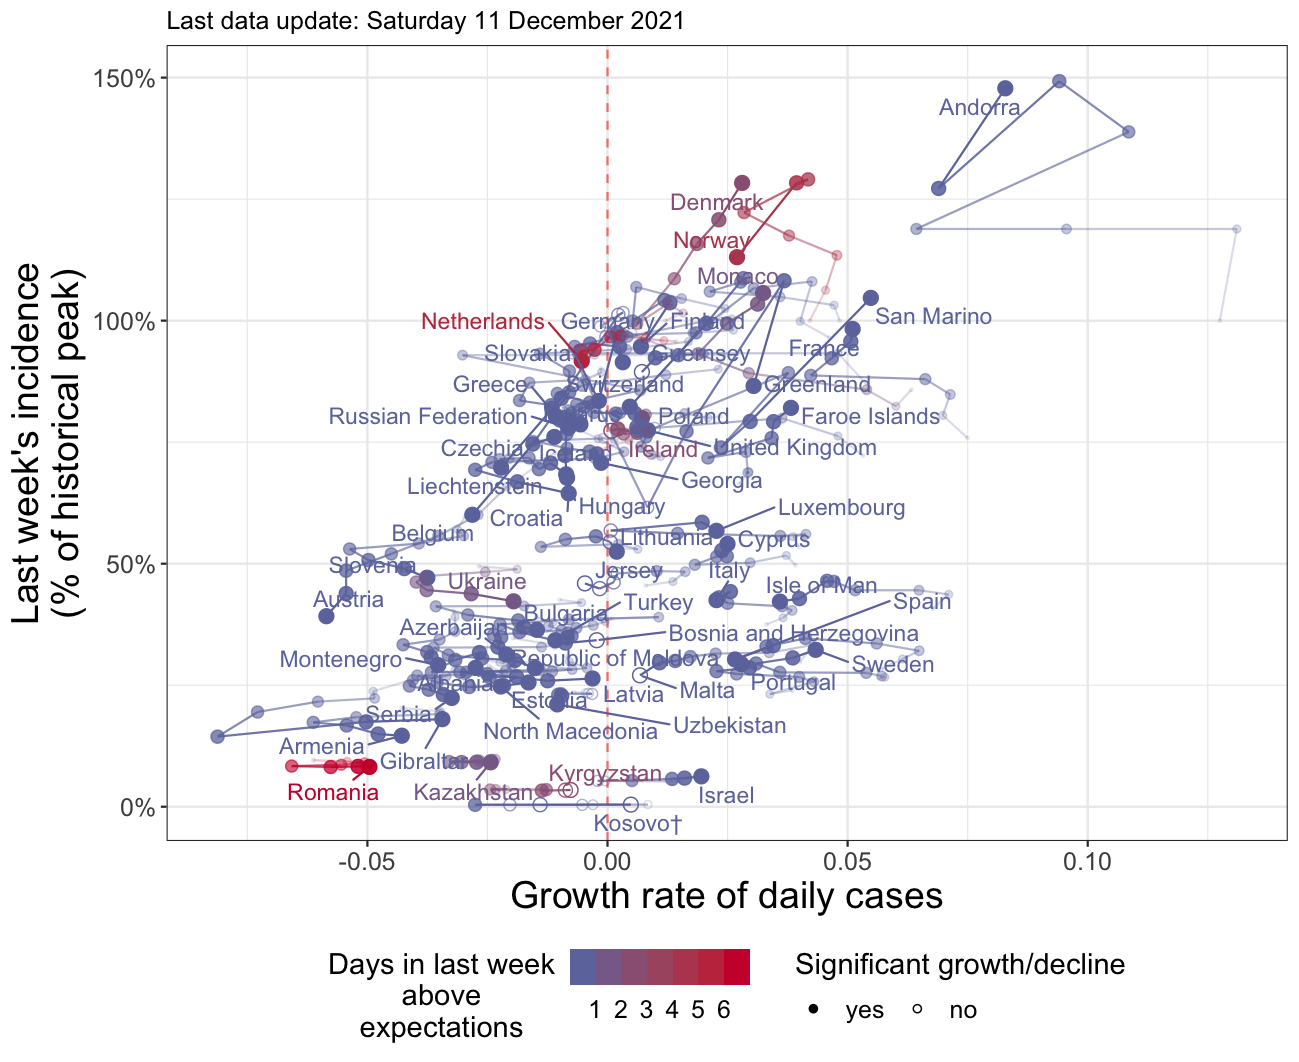 Last data update: Saturday 11 December 2021
Last week's incidence
(% of historical peak)
150%
100%
50%
0%
Andorra
Denmark
Norway
Monaco
San Marino
Netherlands
Germany
Finland
Slovakia
Guernsey
France
Greece
Switzerland
Greenland
Russian Federation
Poland
Faroe Islands
Czechia
Iceland
Ireland
United Kingdom
Liechtenstein
Georgia
Croatia
Hungary
Luxembourg
Belgium
Lithuania
Cyprus
Slovenia
Jersey
Italy
Ukraine
Isle of Man
Austria
Bulgaria
Turkey
Spain
Azerbaijan
Bosnia and Herzegovina
Montenegro
Republic of Moldova
Sweden
Albania
Estonia
Latvia
Malta
Portugal
Serbia
North Macedonia
Uzbekistan
Armenia
Gibraltar
Romania
Kazakhstan
Kyrgyzstan
Israel
Kosovo†
-0.05
0.00
0.05
0.10
Growth rate of daily cases
Days in last week
above
expectations
1 2 3 4 5 6
Significant growth/decline
yes
no